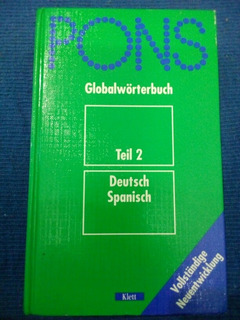 PONS
Globalwörterbuch
Teil 2
Deutsch
Spanisch
Vollständige
Neuentwicklung
Klett